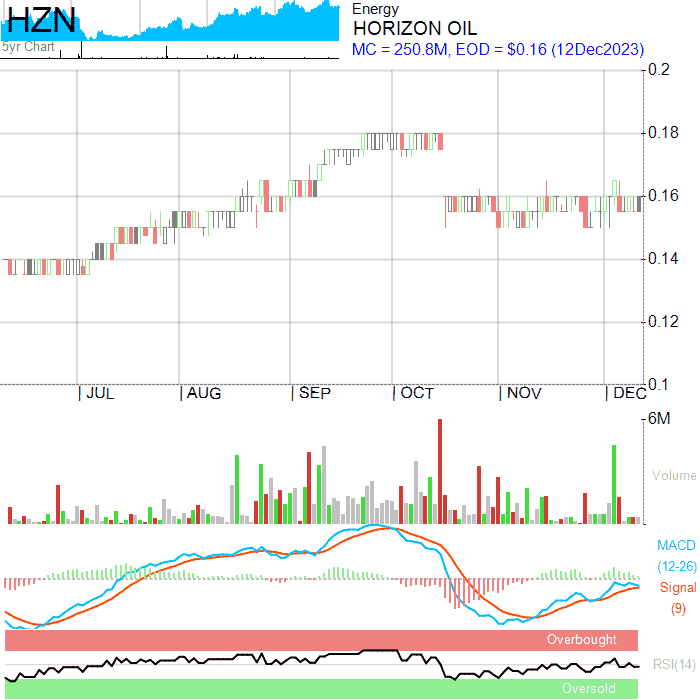 HZN
5yr Chart
Energy
HORIZON OIL
MC = 250.8M, EOD = $0.16 (12Dec2023)
0.2
0.18
0.16
0.14
0.12
0.1
JUL AUG SEP OCT NOV DEC
6M
Volume
MACD
(12-26)
Signal
(9)
Overbought
RSI(14)
Oversold